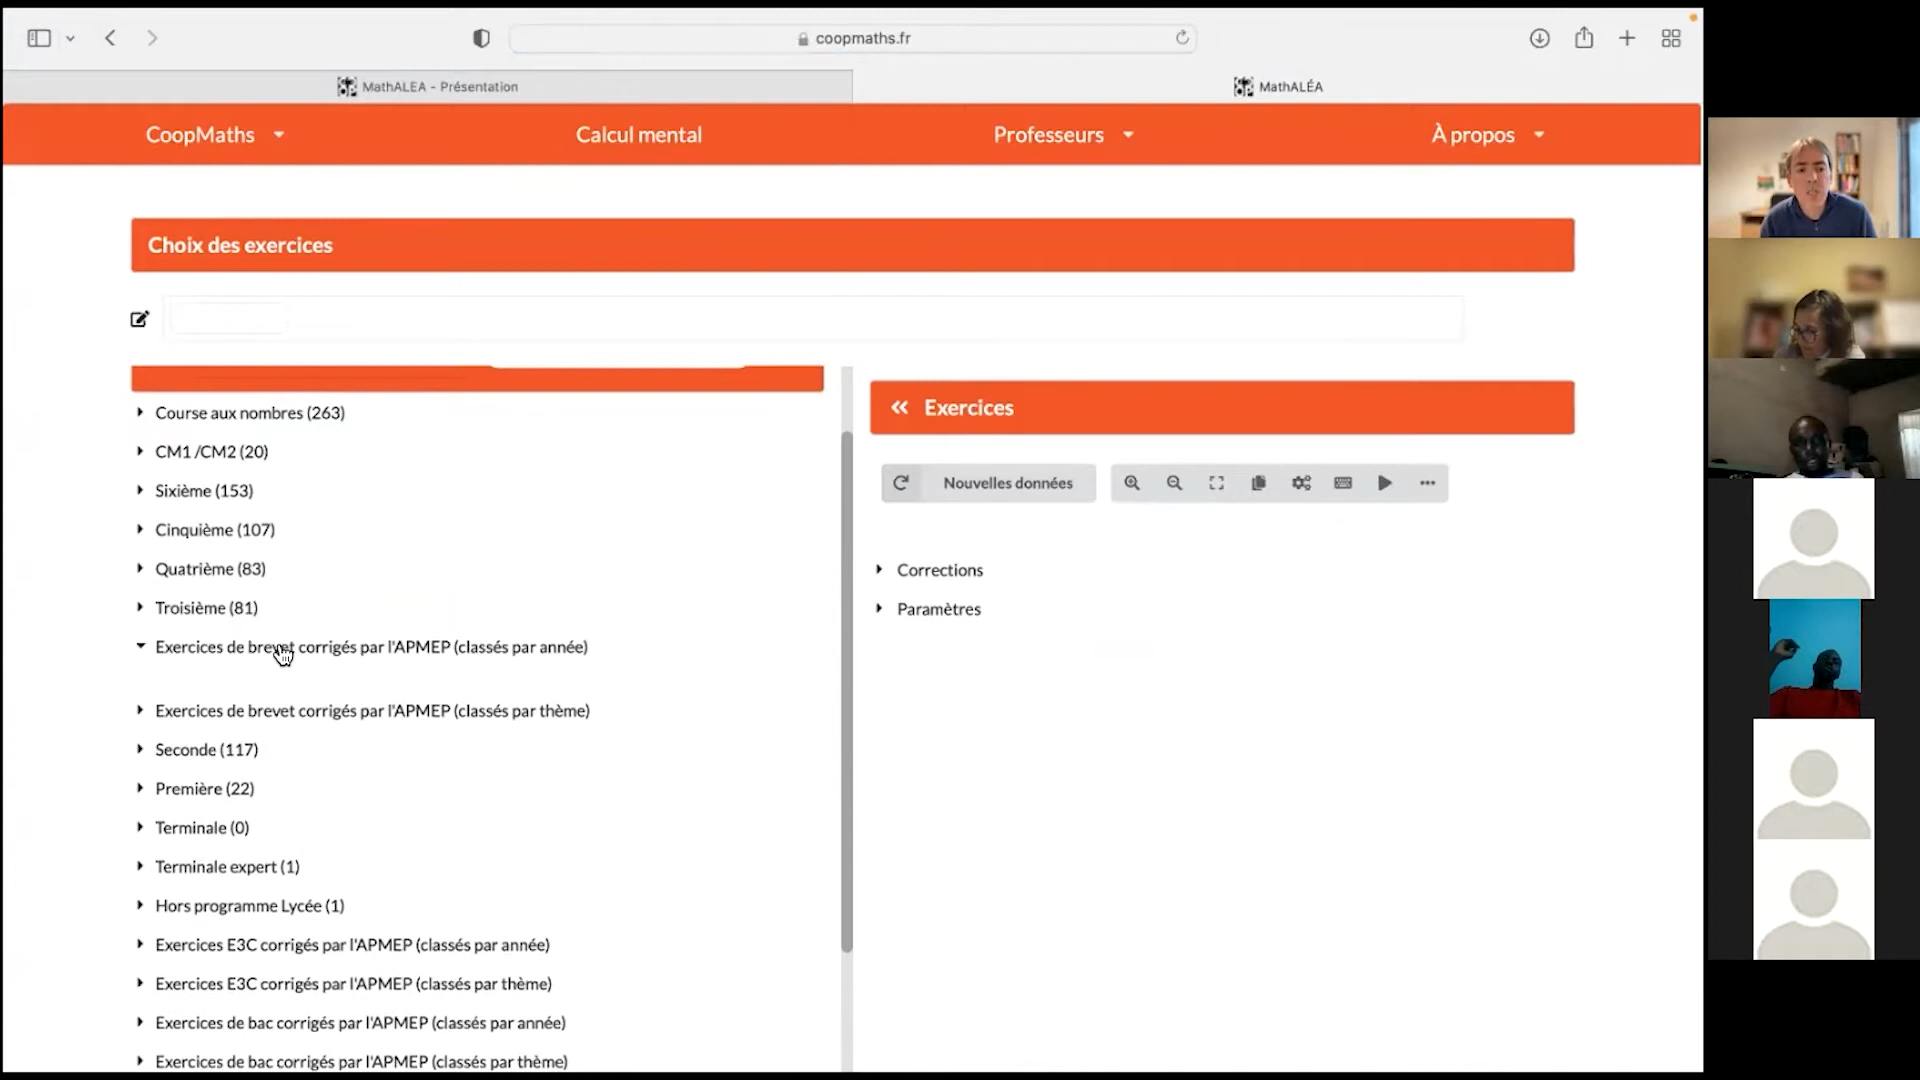 coopmaths.fr
MathALEA - Présentation
MathALÉA
CoopMaths
Calcul mental
Professeurs
À propos
Choix des exercices
Course aux nombres (263)
CM1 /CM2 (20)
Sixième (153)
Cinquième (107)
Quatrième (83)
Troisième (81)
Exercices de brevet corrigés par l'APMEP (classés par année)
Exercices de brevet corrigés par l'APMEP (classés par thème)
Seconde (117)
Première (22)
Terminale (0)
Terminale expert (1)
Hors programme Lycée (1)
Exercices E3C corrigés par l'APMEP (classés par année)
Exercices E3C corrigés par l'APMEP (classés par thème)
Exercices de bac corrigés par l'APMEP (classés par année)
Exercices de bac corrigés par l'APMEP (classés par thème)
Exercices
Nouvelles données
Corrections
Paramètres